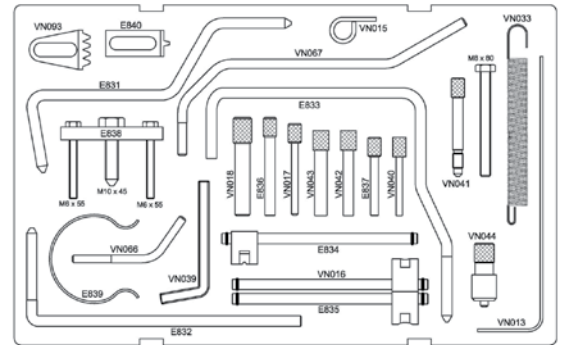 VN093
E840
VN015
VN033
VN067
M8 x 80
E831
E833
E838
VN018
E836
VN017
VN043
VN042
E837
VN040
VN041
M10 x 45
M6 x 55
M6 x 55
VN066
VN039
E834
VN044
E839
VN016
E835
E832
VN013